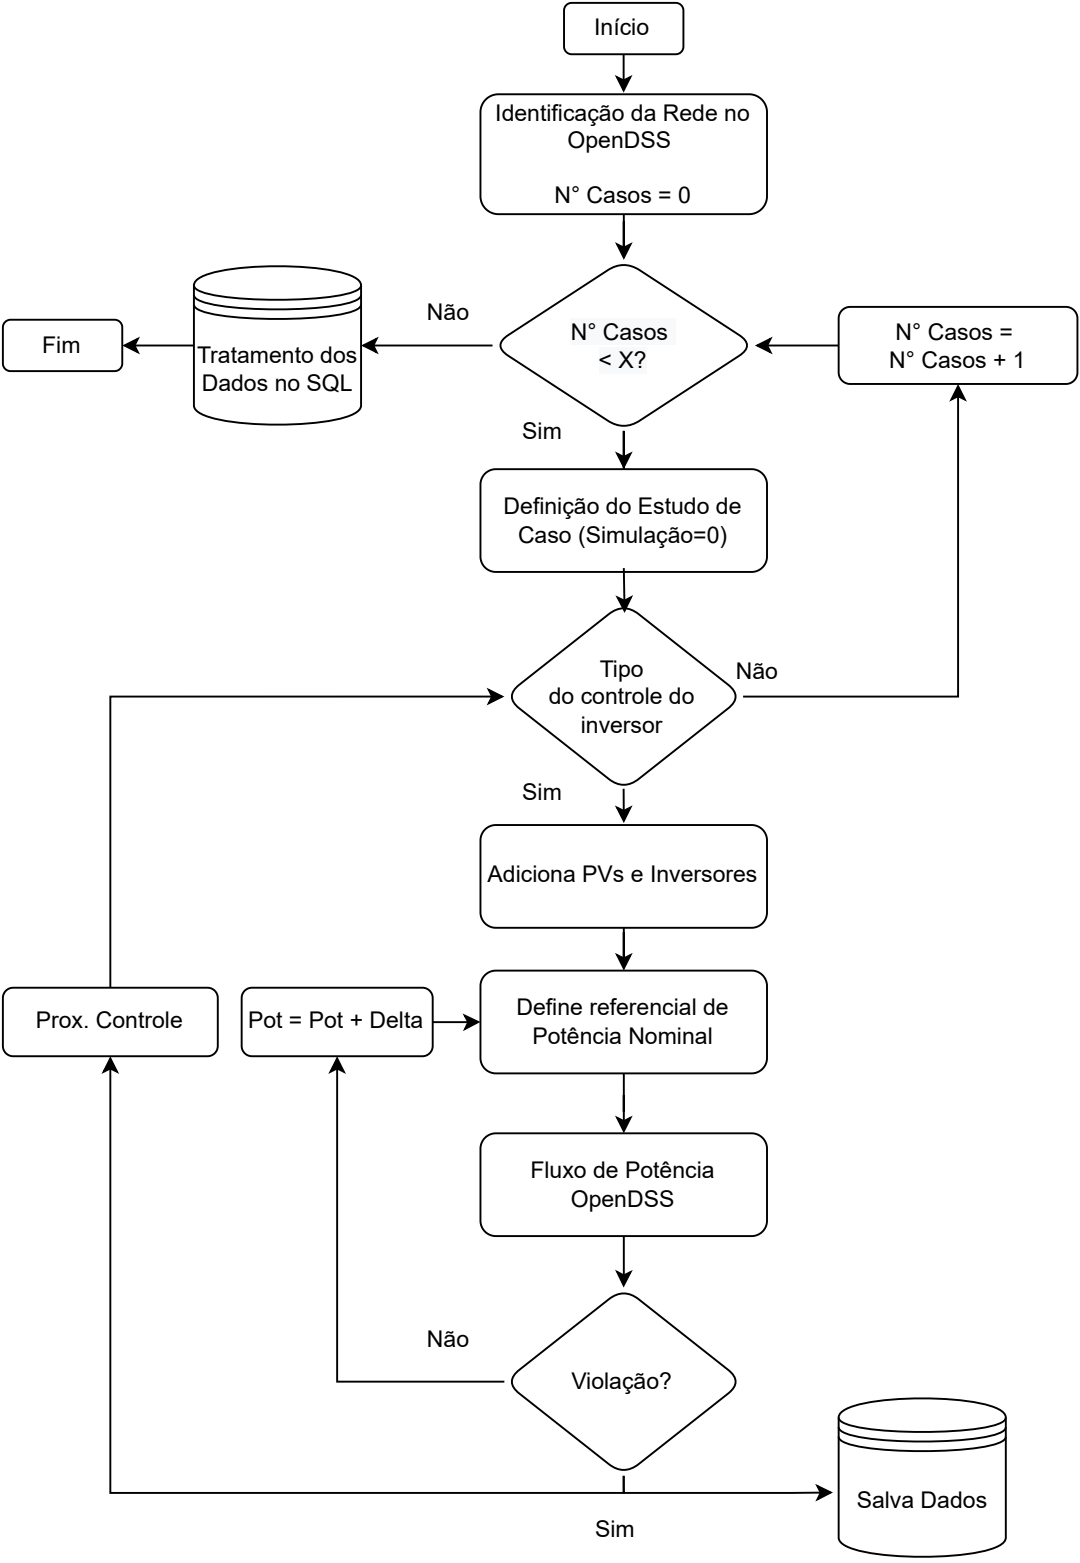 Início
Identificação da Rede no
OpenDSS
N° Casos = 0
Não
N° Casos
< X?
N° Casos =
N° Casos + 1
Fim
Tratamento dos
Dados no SQL
Sim
Definição do Estudo de
Caso (Simulação=0)
Tipo
do controle do
inversor
Não
Sim
Adiciona PVs e Inversores
Prox. Controle
Pot = Pot + Delta
Define referencial de
Potência Nominal
Fluxo de Potência
OpenDSS
Não
Violação?
Salva Dados
Sim